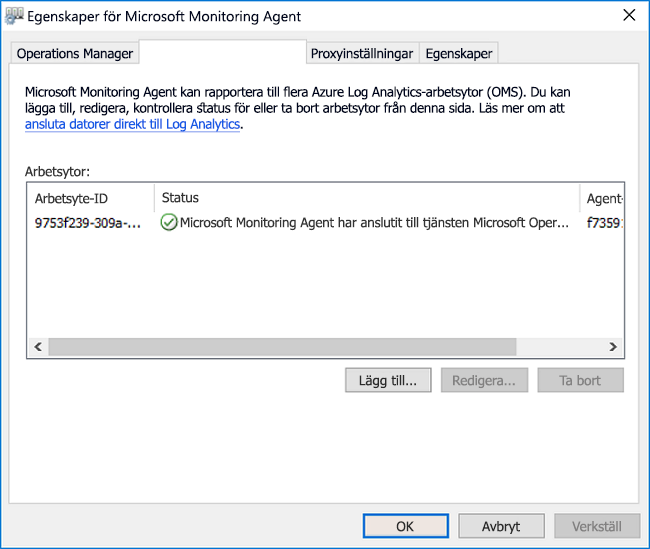 Egenskaper för Microsoft Monitoring Agent
Operations Manager
Proxyinställningar
Egenskaper
Microsoft Monitoring Agent kan rapportera till flera Azure Log Analytics-arbetsytor (OMS). Du kan
lägga till, redigera, kontrollera status för eller ta bort arbetsytor från denna sida. Läs mer om att
ansluta datorer direkt till Log Analytics.
Arbetsytor:
Arbetsyte-ID Status Agent-
9753f239-309a-... Microsoft Monitoring Agent har anslutit till tjänsten Microsoft Oper... f7359:
Lägg till... Redigera... Ta bort
OK Avbryt Verkställ